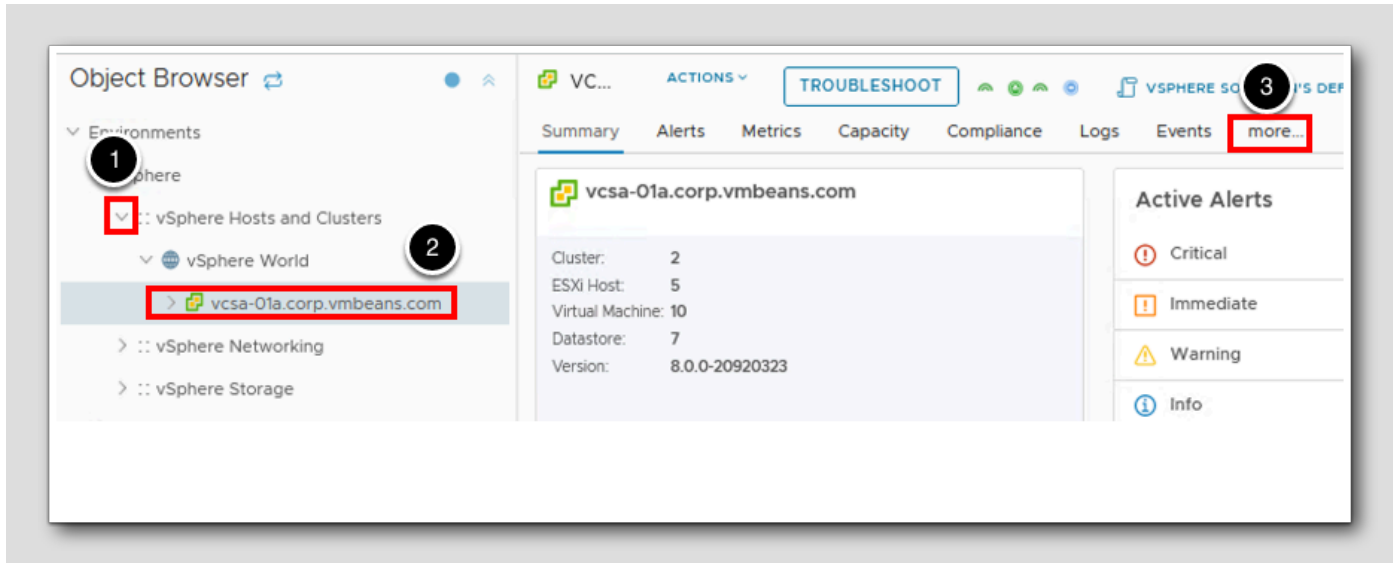 Object Browser
Environments
1
phere
:: vSphere Hosts and Clusters
2
vSphere World
vcsa-01a.corp.vmbeans.com
:: vSphere Networking
:: vSphere Storage
VC...
ACTIONS
TROUBLESHOOT
VSPHERE SO 3 N'S DEF
Summary Alerts Metrics Capacity Compliance Logs Events more...
vcsa-01a.corp.vmbeans.com
Cluster: 2
ESXi Host: 5
Virtual Machine: 10
Datastore: 7
Version: 8.0.0-20920323
Active Alerts
Critical
Immediate
Warning
Info